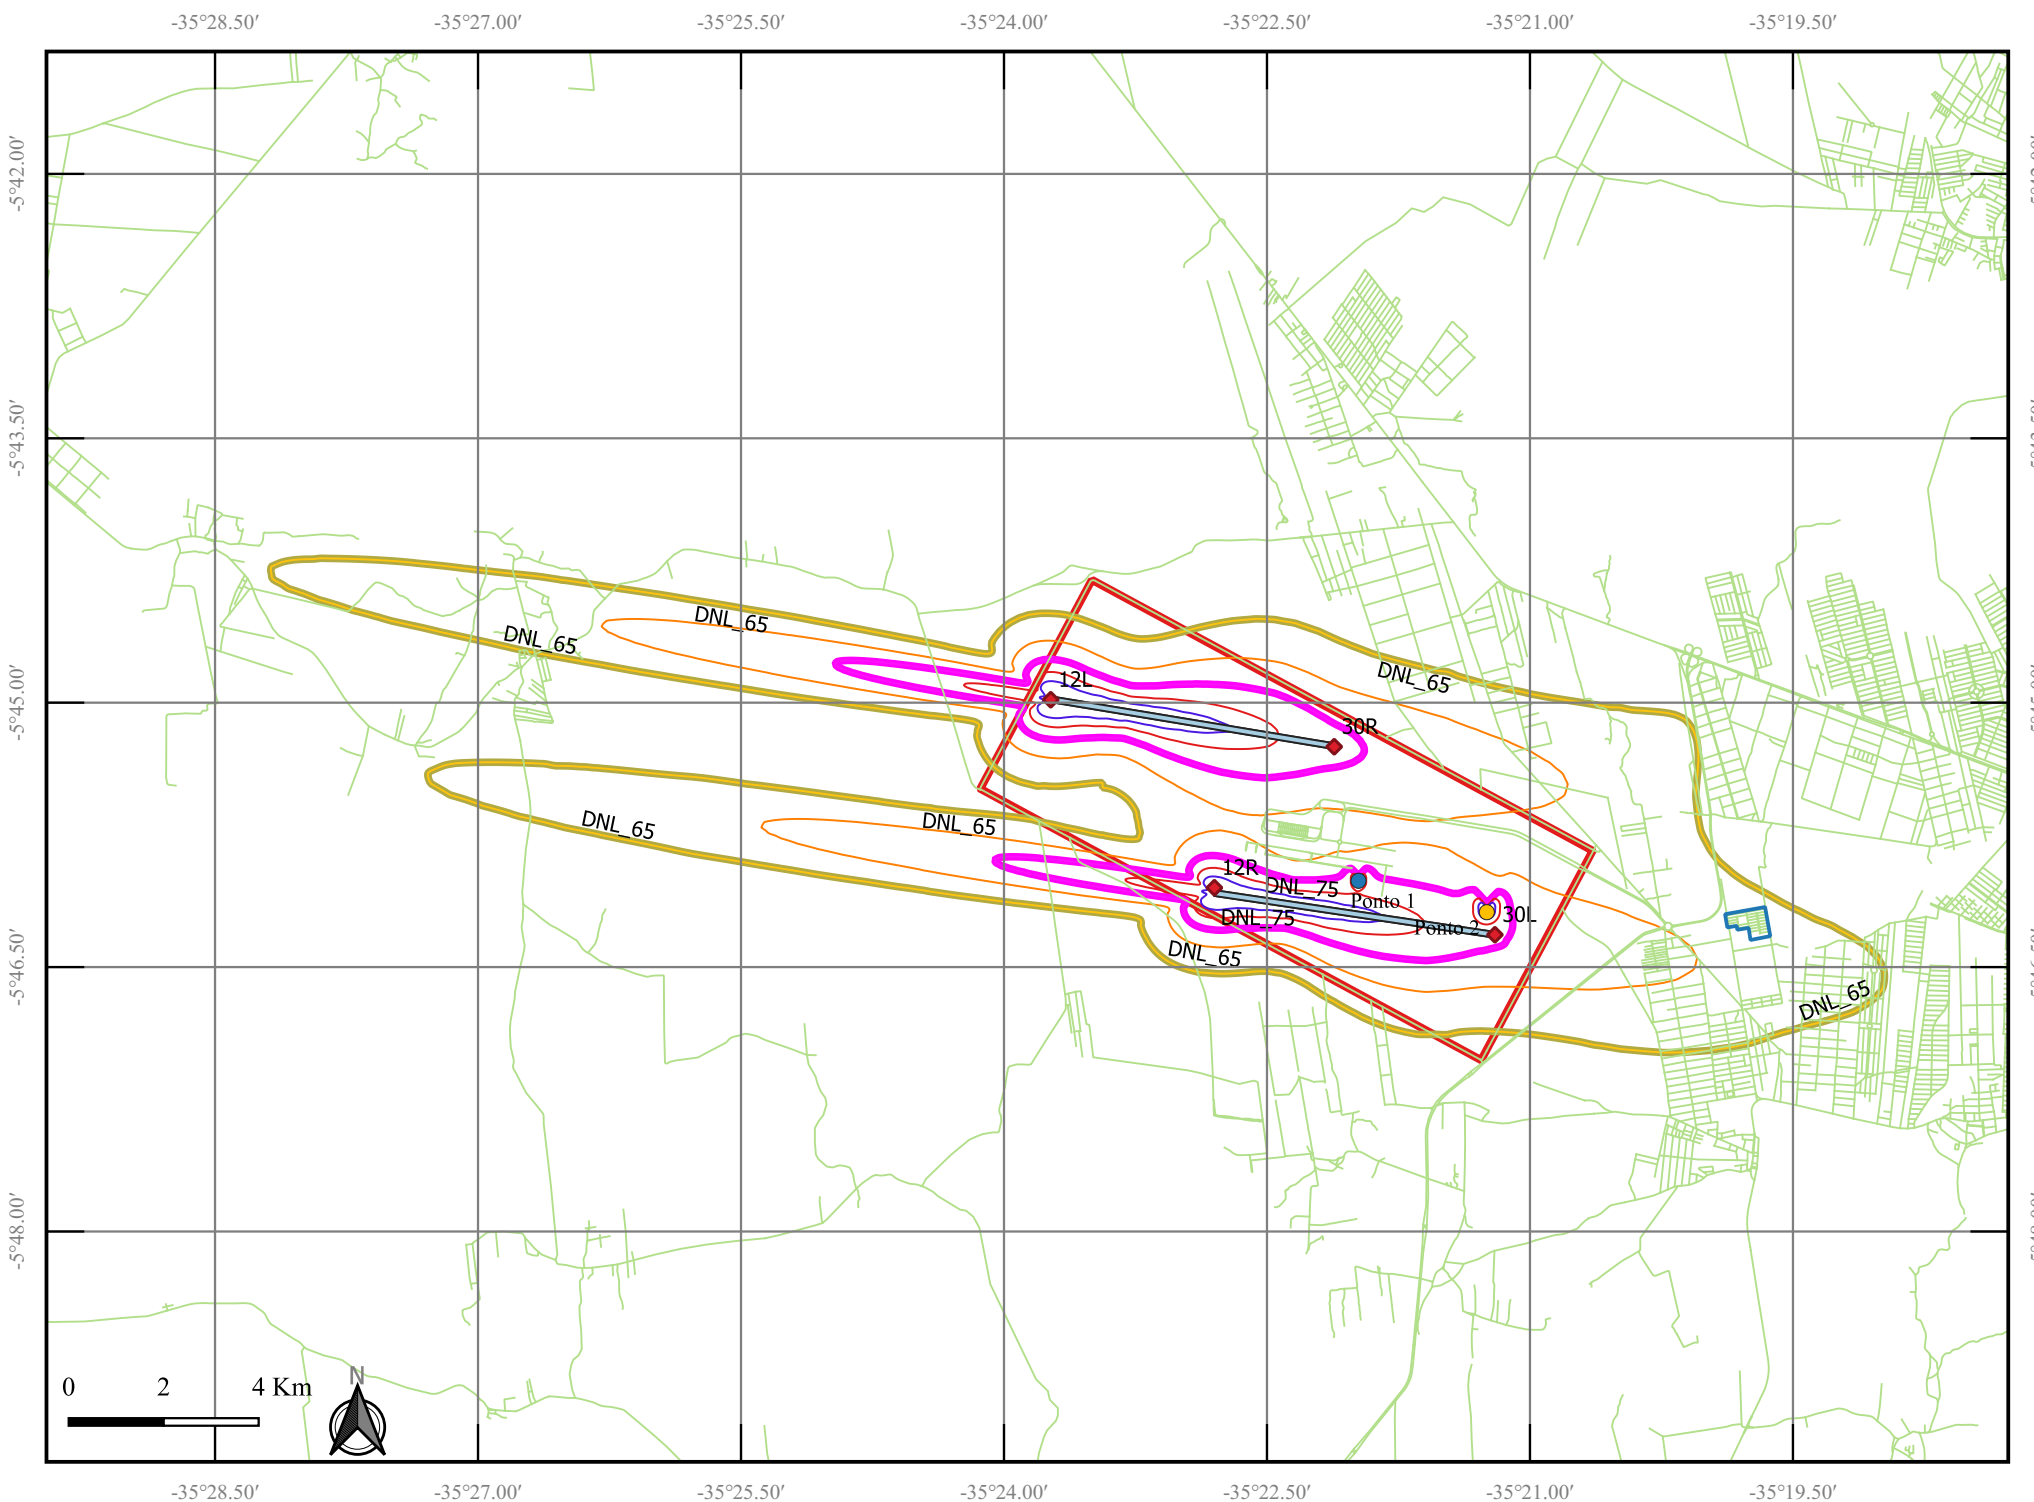 -35°28.50′ -35°27.00′ -35°25.50′ -35°24.00′ -35°22.50′ -35°21.00′ -35°19.50′
-5°42.00′
-5°43.50′
DNL_65
DNL_65
DNL_65
12L
-5°45.00′
30R
DNL_65
DNL_65
12R
DNL_75
Ponto 1
DNL_75
30L
Ponto 2
-5°46.50′
DNL_65
DNL_65
-5°48.00′
N
0 2 4 Km
-35°28.50′ -35°27.00′ -35°25.50′ -35°24.00′ -35°22.50′ -35°21.00′ -35°19.50′